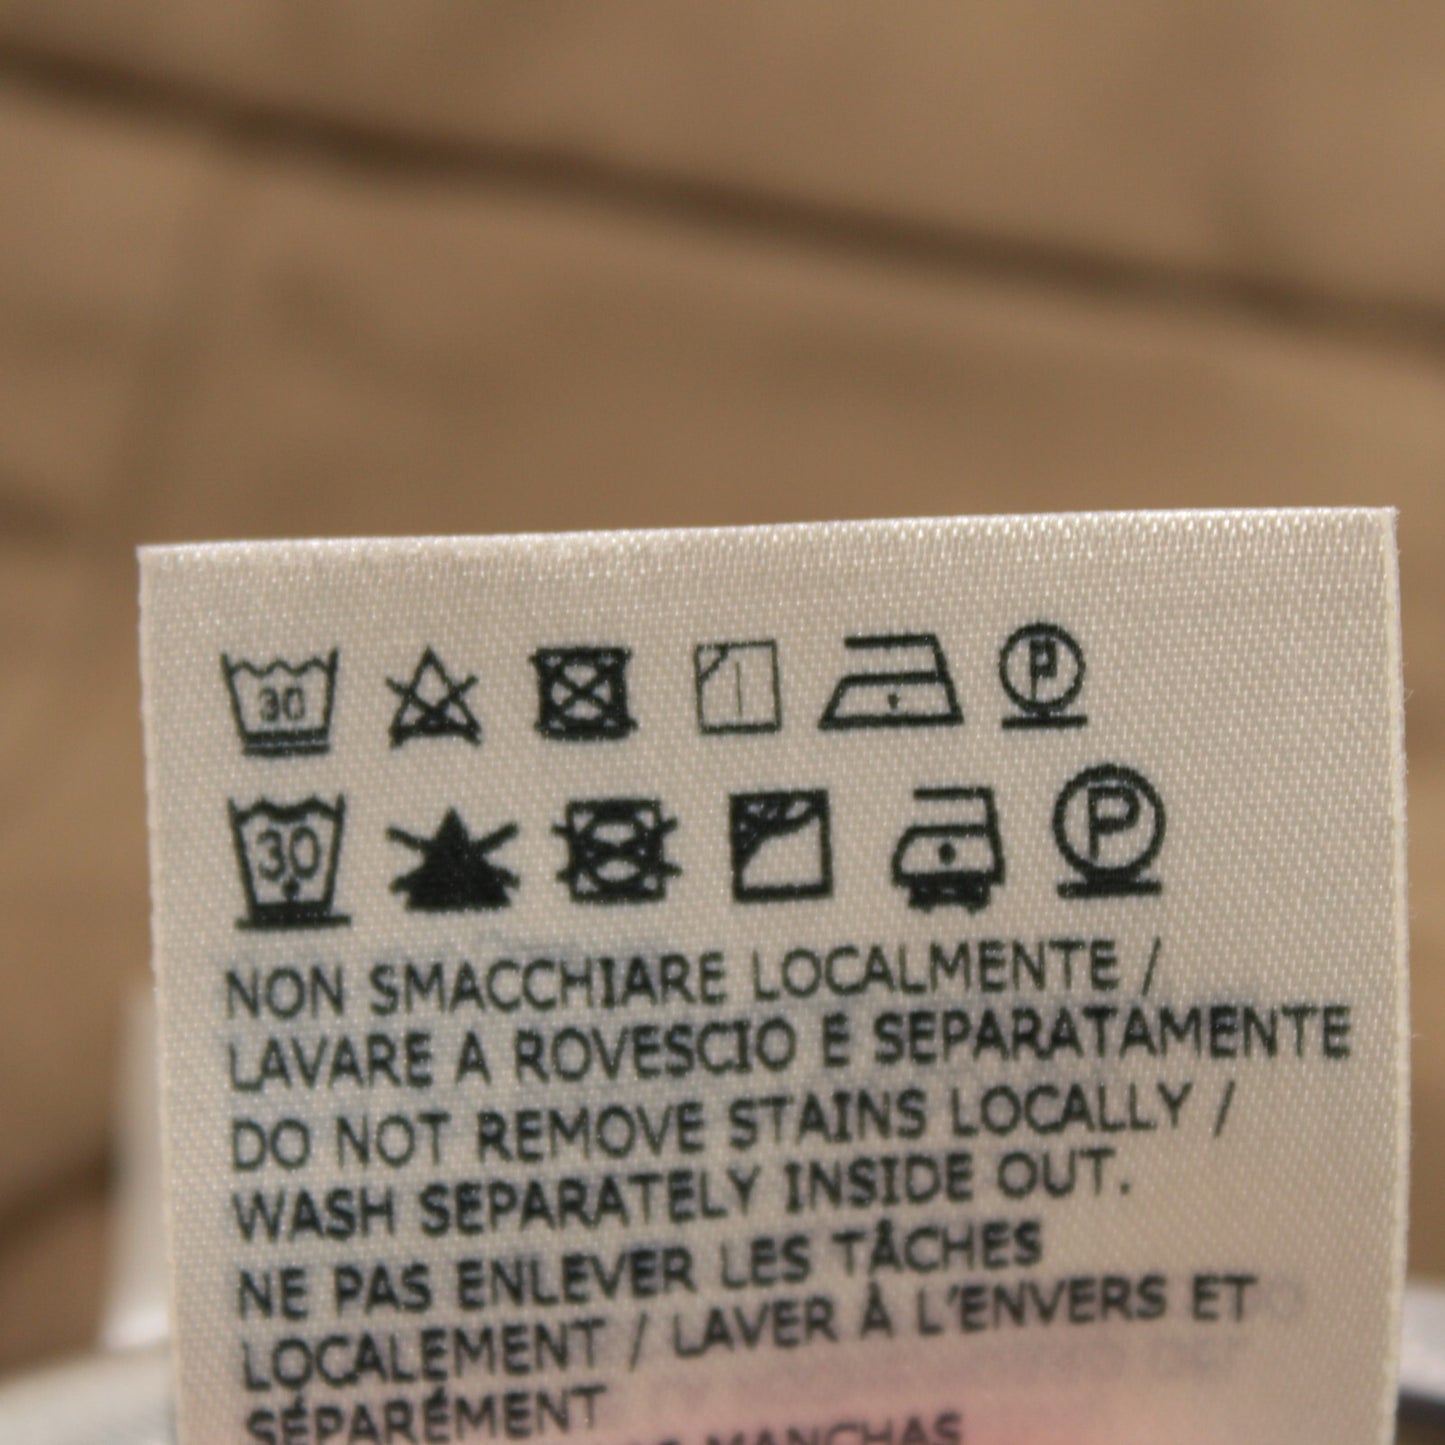 30 P
30 P
NON SMACCHIARE LOCALMENTE /
LAVARE A ROVESCIO E SEPARATAMENTE
DO NOT REMOVE STAINS LOCALLY /
WASH SEPARATELY INSIDE OUT.
NE PAS ENLEVER LES TÂCHES
LOCALEMENT / LAVER À L'ENVERS ET
SÉPARÉMENT
MANCHAS